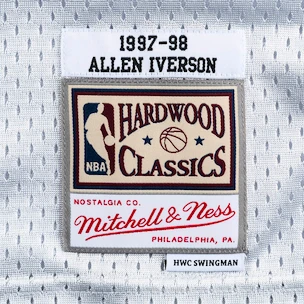 1997-98
ALLEN IVERSON
HARDWOOD
NBA
CLASSICS
NOSTALGIA CO.
Mitchell & Ness
PHILADELPHIA, PA.
HWC SWINGMAN